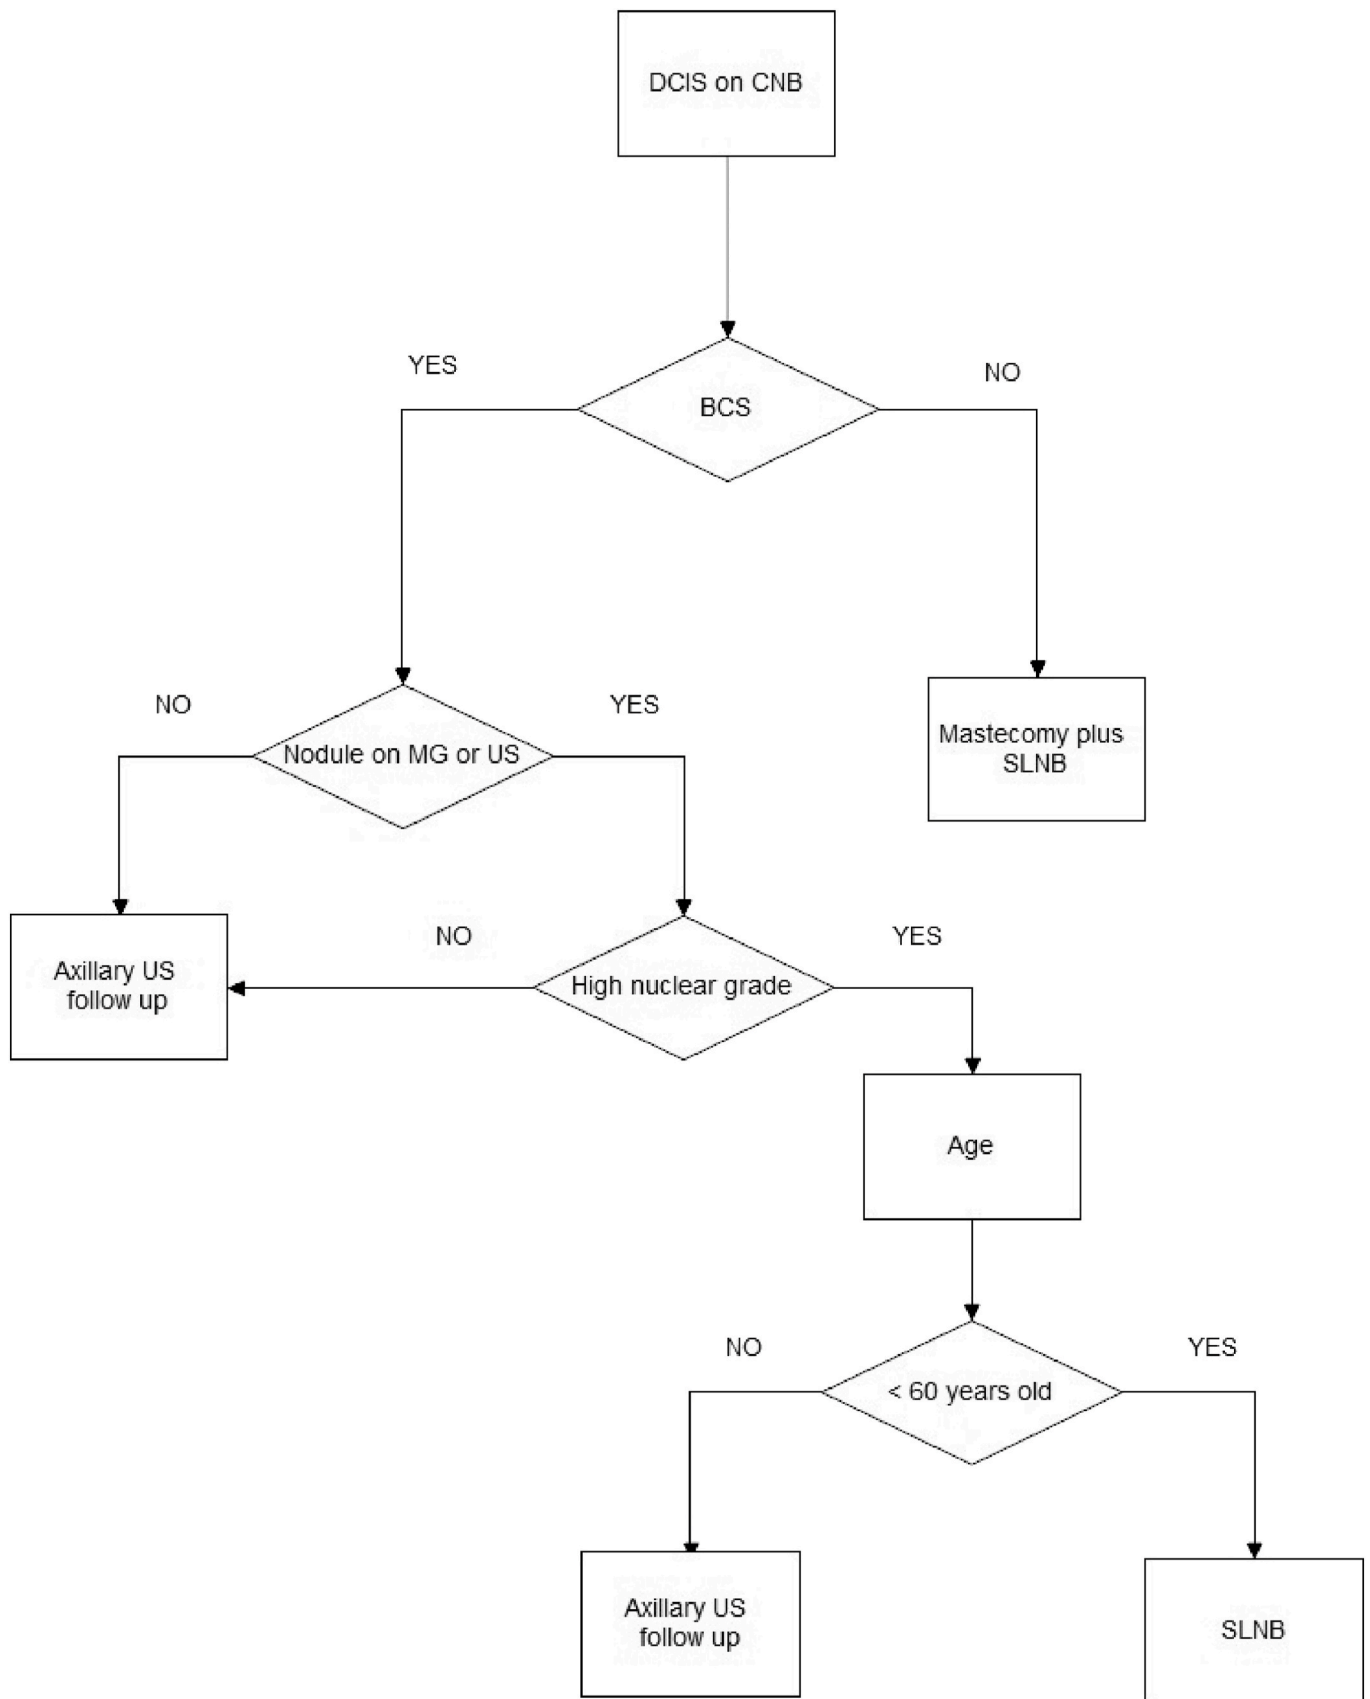 DCIS on CNB
YES
NO
BCS
NO
YES
Nodule on MG or US
Mastecomy plus
SLNB
NO
YES
Axillary US
follow up
High nuclear grade
Age
NO
YES
< 60 years old
Axillary US
follow up
SLNB